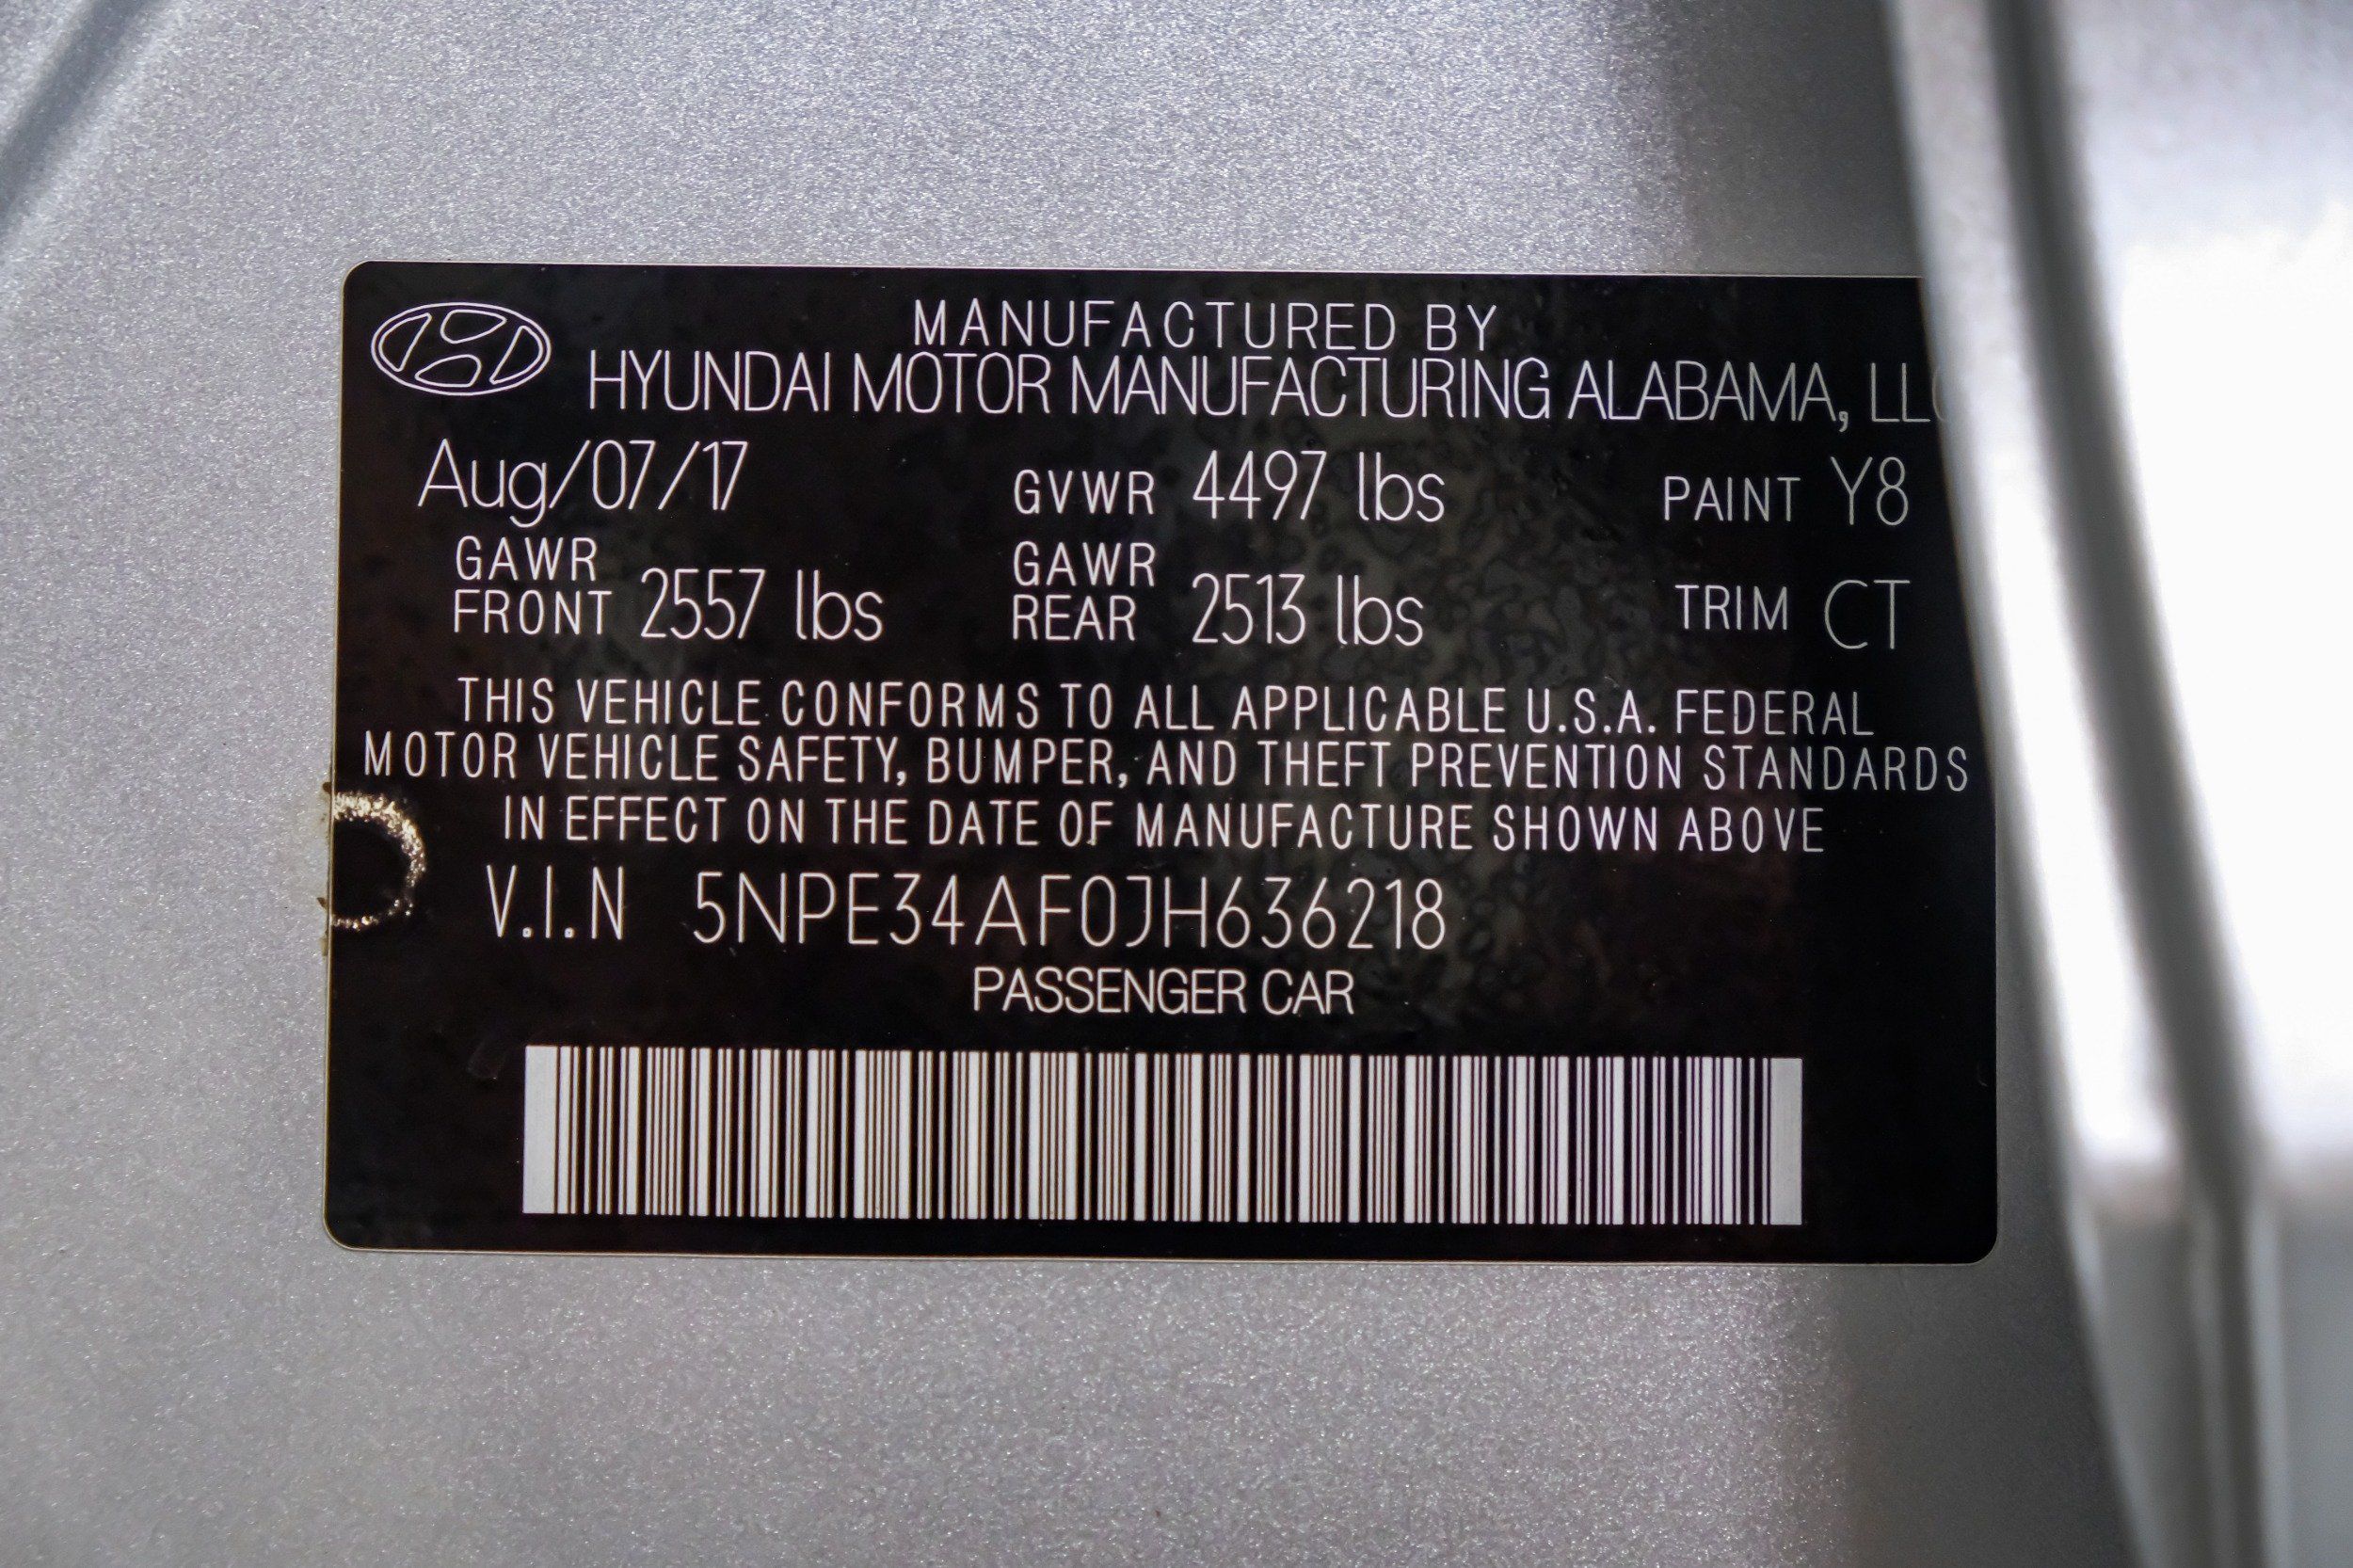 MANUFACTURED BY
HYUNDAI MOTOR MANUFACTURING ALABAMA, LLC
Aug/07/17 GVWR 4497 lbs PAINT Y8
GAWR FRONT 2557 lbs GAWR REAR 2513 lbs TRIM CT
THIS VEHICLE CONFORMS TO ALL APPLICABLE U.S.A. FEDERAL
MOTOR VEHICLE SAFETY, BUMPER, AND THEFT PREVENTION STANDARDS
IN EFFECT ON THE DATE OF MANUFACTURE SHOWN ABOVE
V.I.N 5NPE34AF0JH636218
PASSENGER CAR